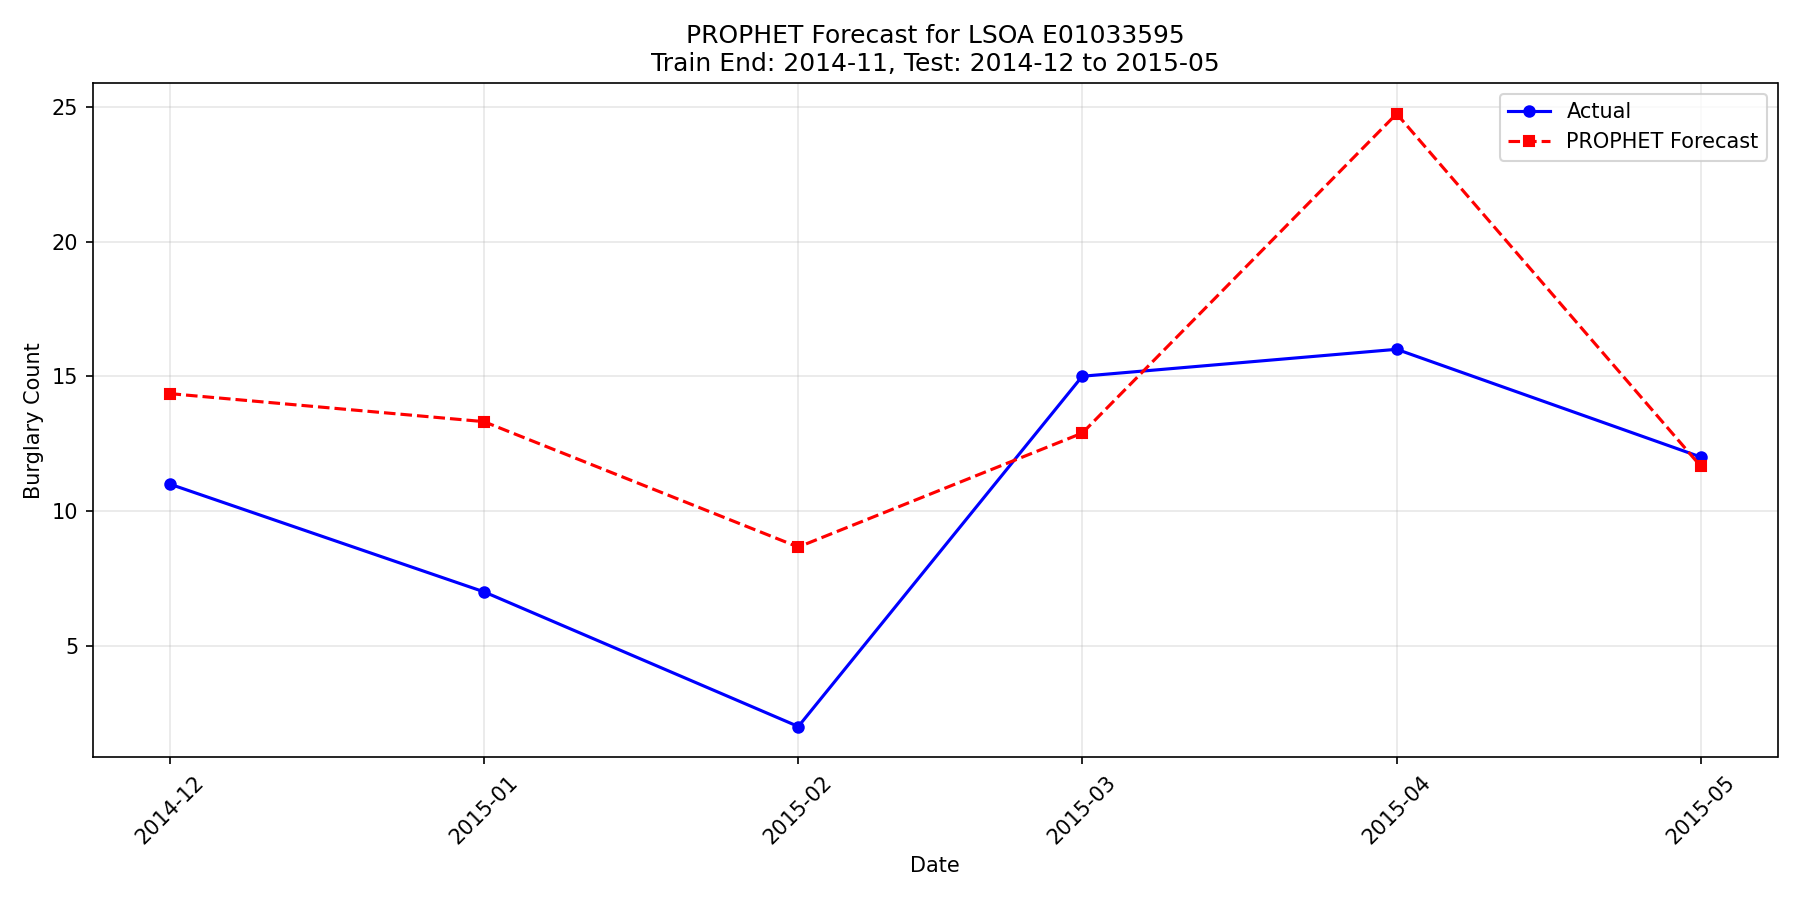 PROPHET Forecast for LSOA E01033595
Train End: 2014-11, Test: 2014-12 to 2015-05
Actual
PROPHET Forecast
Burglary Count
25
20
15
10
5
2014-12
2015-01
2015-02
2015-03
2015-04
2015-05
Date